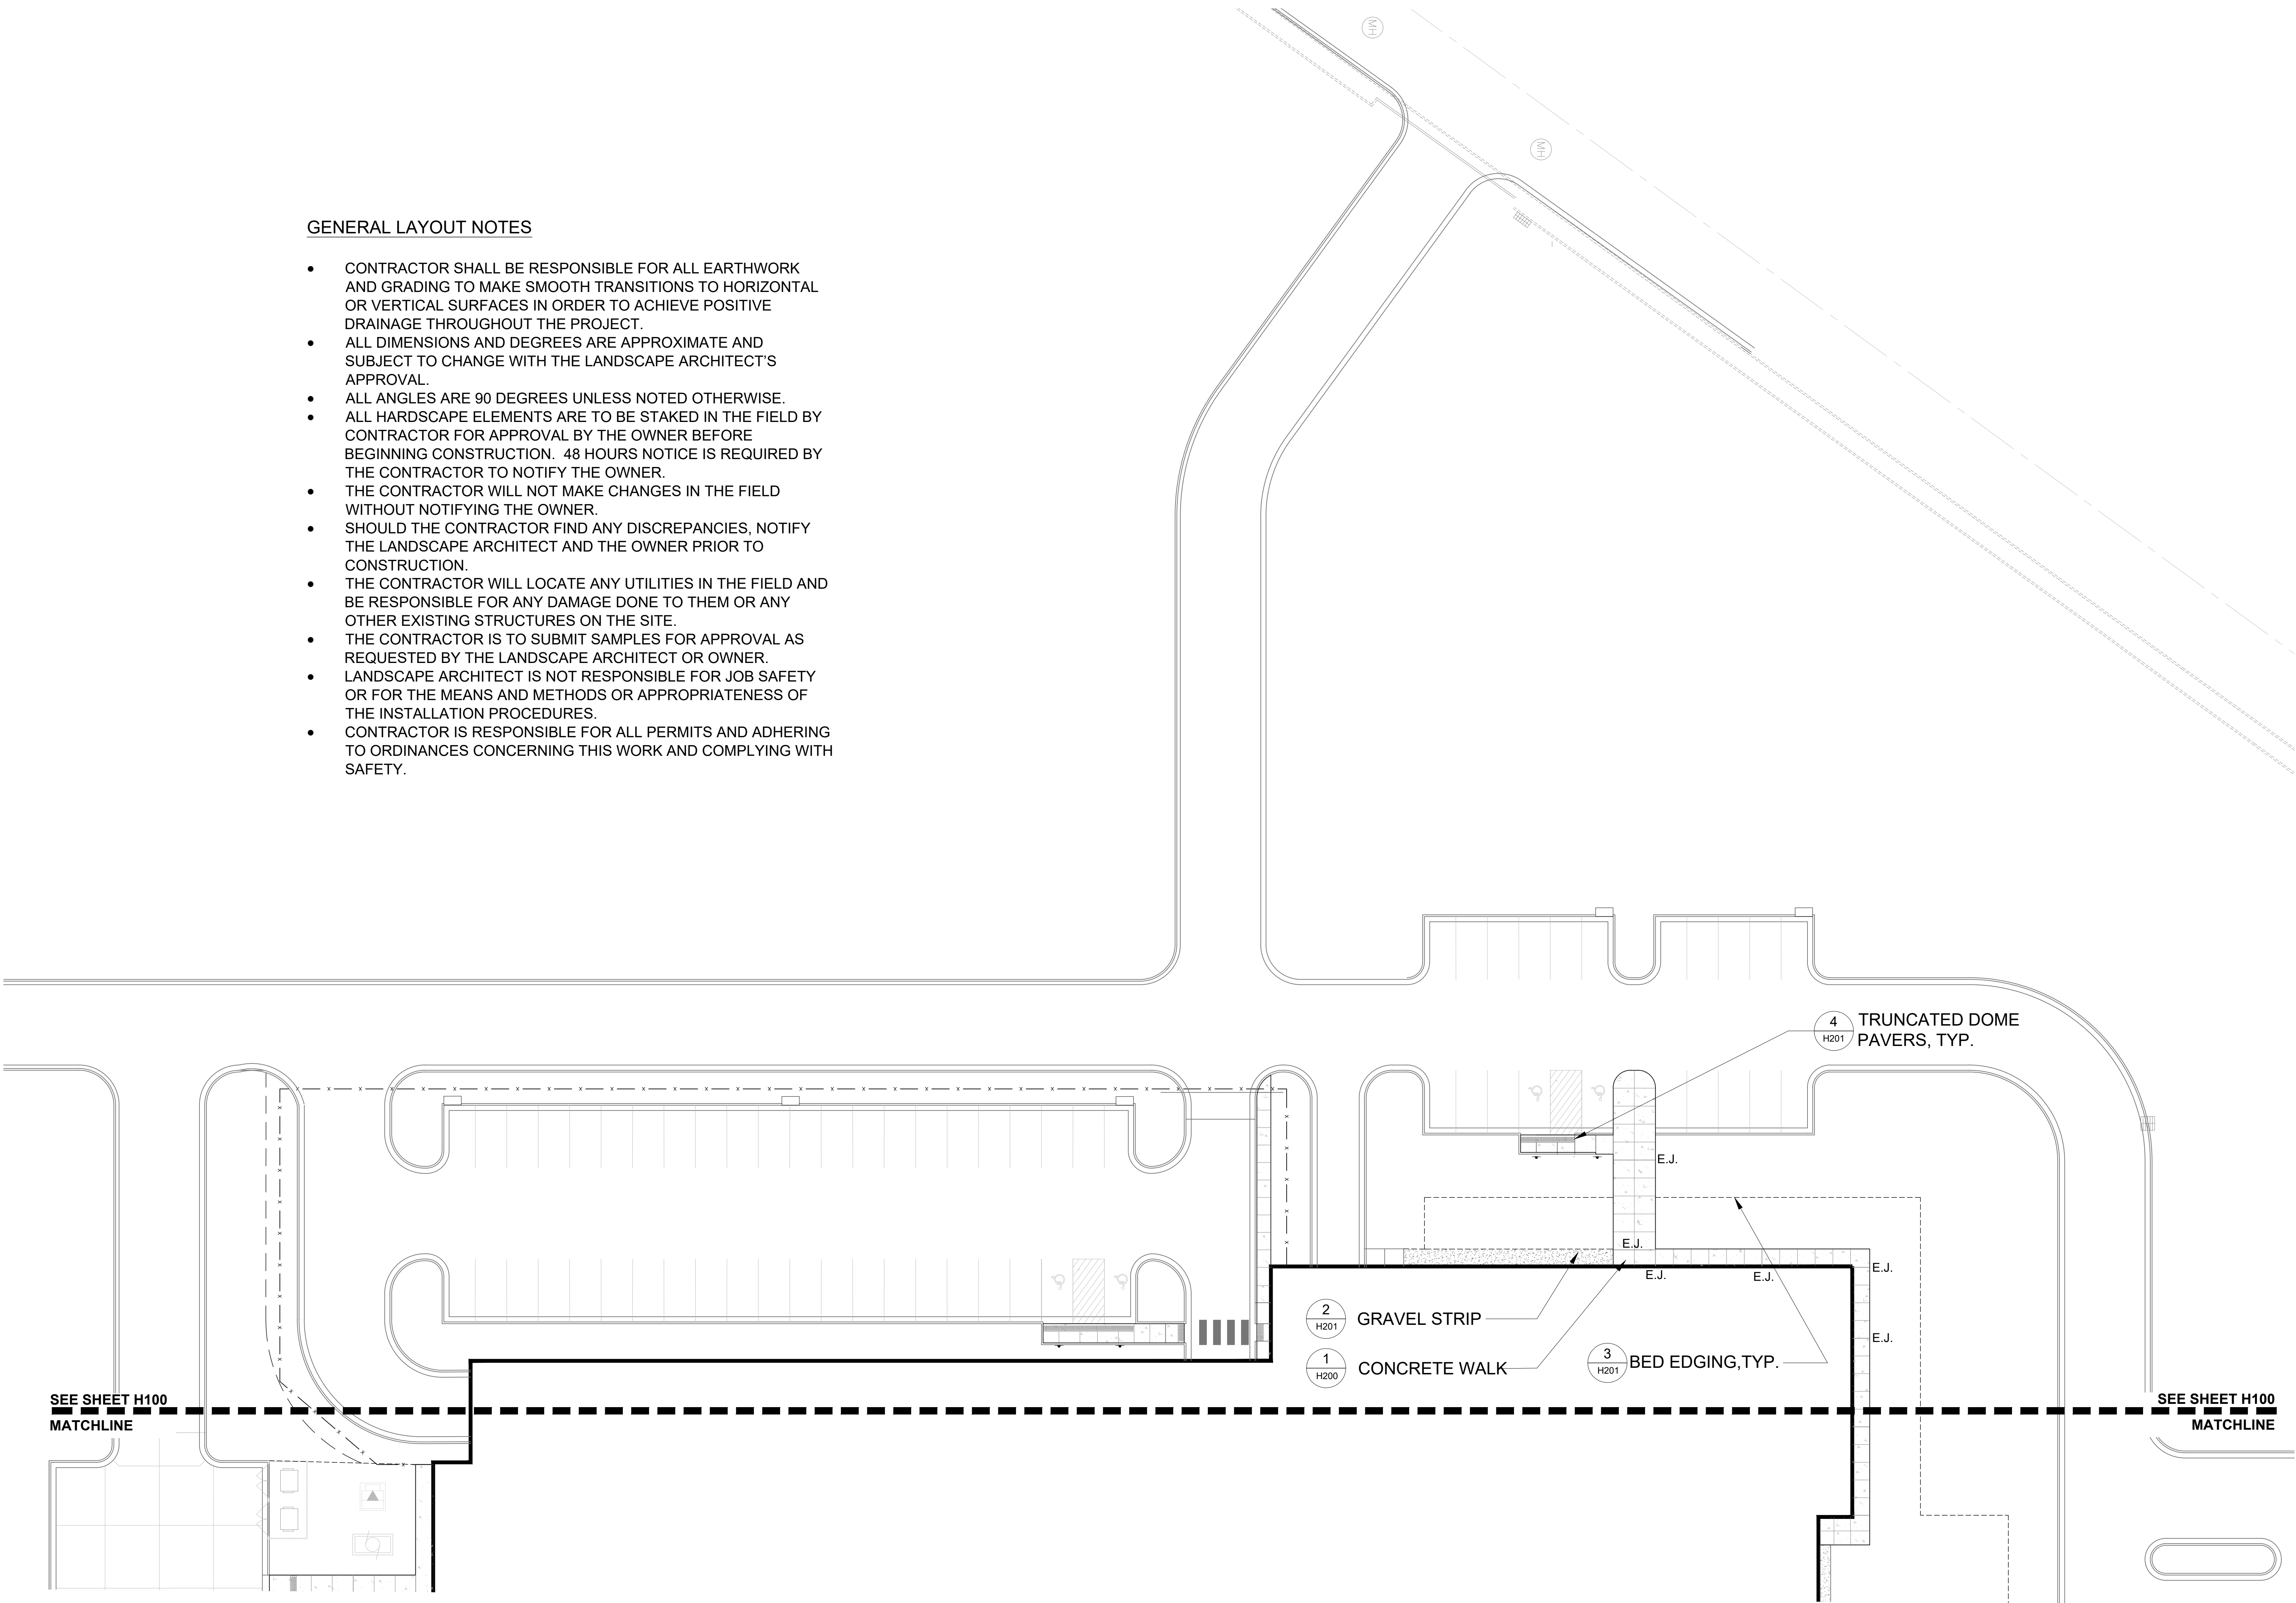 MH
MH
GENERAL LAYOUT NOTES
● CONTRACTOR SHALL BE RESPONSIBLE FOR ALL EARTHWORK
AND GRADING TO MAKE SMOOTH TRANSITIONS TO HORIZONTAL
OR VERTICAL SURFACES IN ORDER TO ACHIEVE POSITIVE
DRAINAGE THROUGHOUT THE PROJECT.
● ALL DIMENSIONS AND DEGREES ARE APPROXIMATE AND
SUBJECT TO CHANGE WITH THE LANDSCAPE ARCHITECT'S
APPROVAL.
● ALL ANGLES ARE 90 DEGREES UNLESS NOTED OTHERWISE.
● ALL HARDSCAPE ELEMENTS ARE TO BE STAKED IN THE FIELD BY
CONTRACTOR FOR APPROVAL BY THE OWNER BEFORE
BEGINNING CONSTRUCTION. 48 HOURS NOTICE IS REQUIRED BY
THE CONTRACTOR TO NOTIFY THE OWNER.
● THE CONTRACTOR WILL NOT MAKE CHANGES IN THE FIELD
WITHOUT NOTIFYING THE OWNER.
● SHOULD THE CONTRACTOR FIND ANY DISCREPANCIES, NOTIFY
THE LANDSCAPE ARCHITECT AND THE OWNER PRIOR TO
CONSTRUCTION.
● THE CONTRACTOR WILL LOCATE ANY UTILITIES IN THE FIELD AND
BE RESPONSIBLE FOR ANY DAMAGE DONE TO THEM OR ANY
OTHER EXISTING STRUCTURES ON THE SITE.
● THE CONTRACTOR IS TO SUBMIT SAMPLES FOR APPROVAL AS
REQUESTED BY THE LANDSCAPE ARCHITECT OR OWNER.
● LANDSCAPE ARCHITECT IS NOT RESPONSIBLE FOR JOB SAFETY
OR FOR THE MEANS AND METHODS OR APPROPRIATENESS OF
THE INSTALLATION PROCEDURES.
● CONTRACTOR IS RESPONSIBLE FOR ALL PERMITS AND ADHERING
TO ORDINANCES CONCERNING THIS WORK AND COMPLYING WITH
SAFETY.
4
H201
TRUNCATED DOME
PAVERS, TYP.
E.J.
E.J.
E.J.
E.J.
E.J.
E.J.
2
H201
GRAVEL STRIP
1
H200
CONCRETE WALK
3
H201
BED EDGING,TYP.
SEE SHEET H100
MATCHLINE
SEE SHEET H100
MATCHLINE